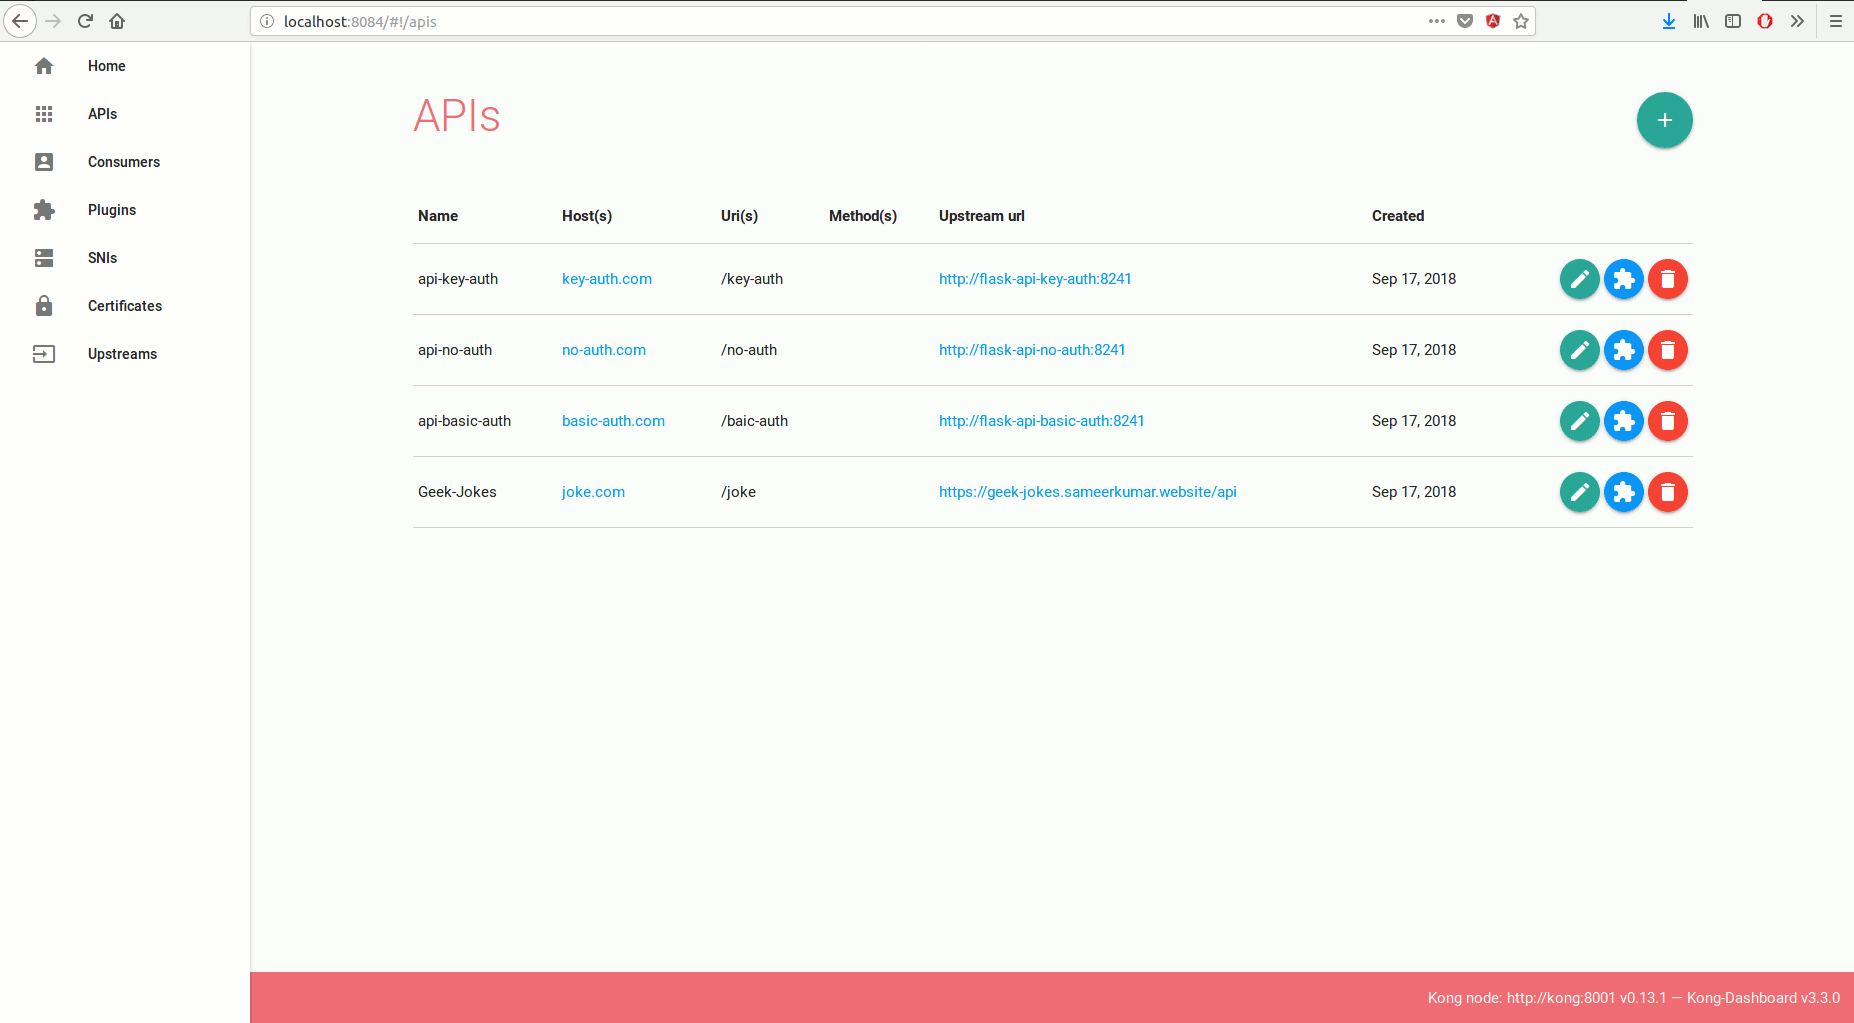 localhost:8084/#!/apis
Home
APIs
Consumers
Plugins
SNIs
Certificates
Upstreams
APIs
+
Name Host(s) Uri(s) Method(s) Upstream url Created
api-key-auth key-auth.com /key-auth http://flask-api-key-auth:8241 Sep 17, 2018
api-no-auth no-auth.com /no-auth http://flask-api-no-auth:8241 Sep 17, 2018
api-basic-auth basic-auth.com /baic-auth http://flask-api-basic-auth:8241 Sep 17, 2018
Geek-Jokes joke.com /joke https://geek-jokes.sameerkumar.website/api Sep 17, 2018
Kong node: http://kong:8001 v0.13.1 — Kong-Dashboard v3.3.0